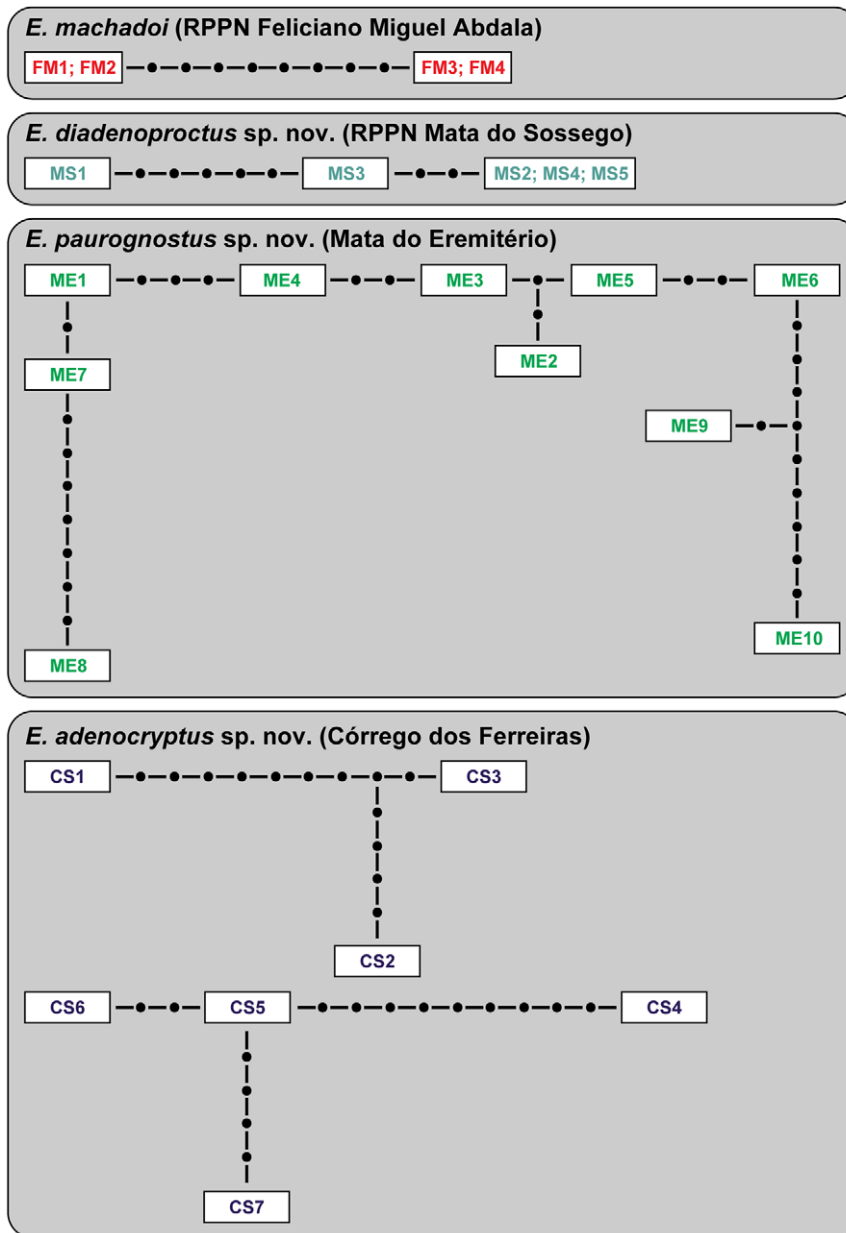 E. machadoi (RPPN Feliciano Miguel Abdala)
FM1; FM2 FM3; FM4
E. diadenoproctus sp. nov. (RPPN Mata do Sossego)
MS1 MS3 MS2; MS4; MS5
E. paurognostus sp. nov. (Mata do Eremitério)
ME1 ME4 ME3 ME5 ME6
ME2
ME7
ME9
ME10
ME8
E. adenocryptus sp. nov. (Córrego dos Ferreiras)
CS1 CS3
CS2
CS6 CS5 CS4
CS7